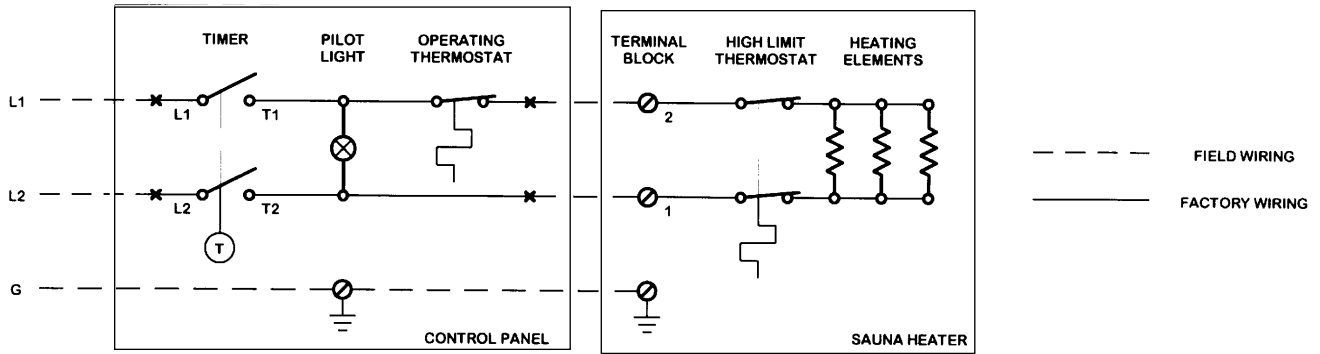 TIMER
PILOT
LIGHT
OPERATING
THERMOSTAT
TERMINAL
BLOCK
HIGH LIMIT
THERMOSTAT
HEATING
ELEMENTS
L1
L1
T1
2
L2
L2
T2
1
T
G
CONTROL PANEL
SAUNA HEATER
FIELD WIRING
FACTORY WIRING